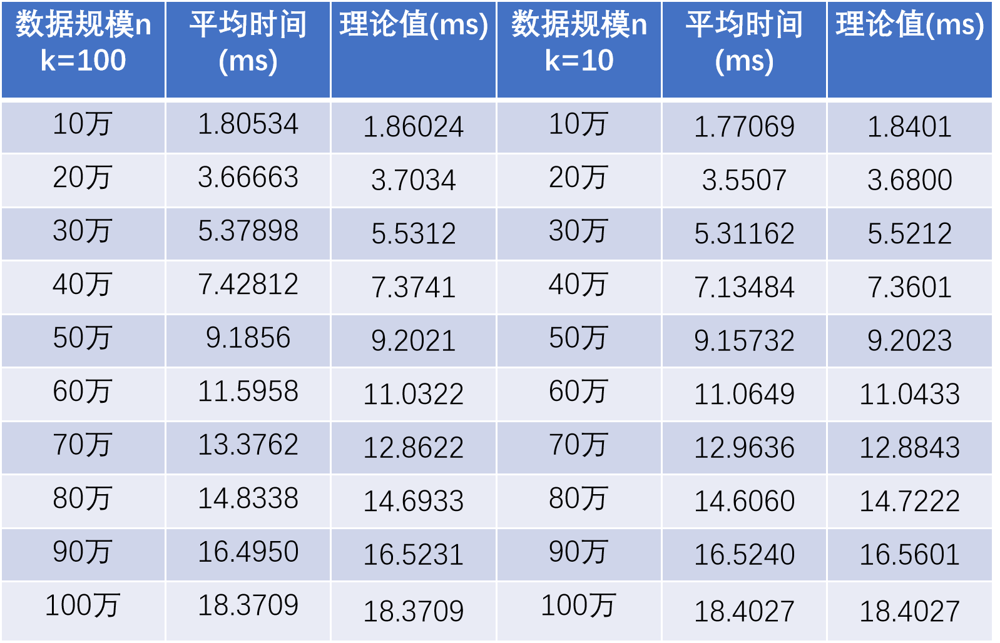 数据规模n k=100 平均时间(ms) 理论值(ms) 数据规模n k=10 平均时间(ms) 理论值(ms)
10万 1.80534 1.86024 10万 1.77069 1.8401
20万 3.66663 3.7034 20万 3.5507 3.6800
30万 5.37898 5.5312 30万 5.31162 5.5212
40万 7.42812 7.3741 40万 7.13484 7.3601
50万 9.1856 9.2021 50万 9.15732 9.2023
60万 11.5958 11.0322 60万 11.0649 11.0433
70万 13.3762 12.8622 70万 12.9636 12.8843
80万 14.8338 14.6933 80万 14.6060 14.7222
90万 16.4950 16.5231 90万 16.5240 16.5601
100万 18.3709 18.3709 100万 18.4027 18.4027